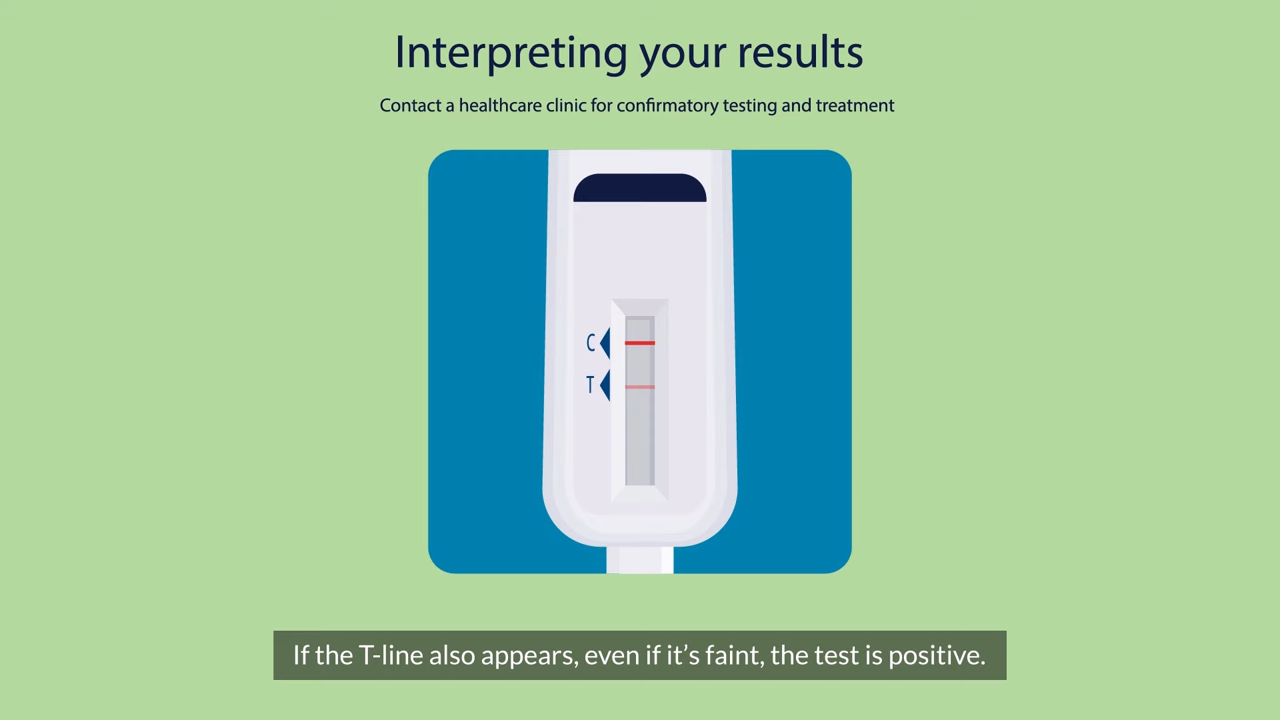 Interpreting your results
Contact a healthcare clinic for confirmatory testing and treatment
C
T
If the T-line also appears, even if it’s faint, the test is positive.